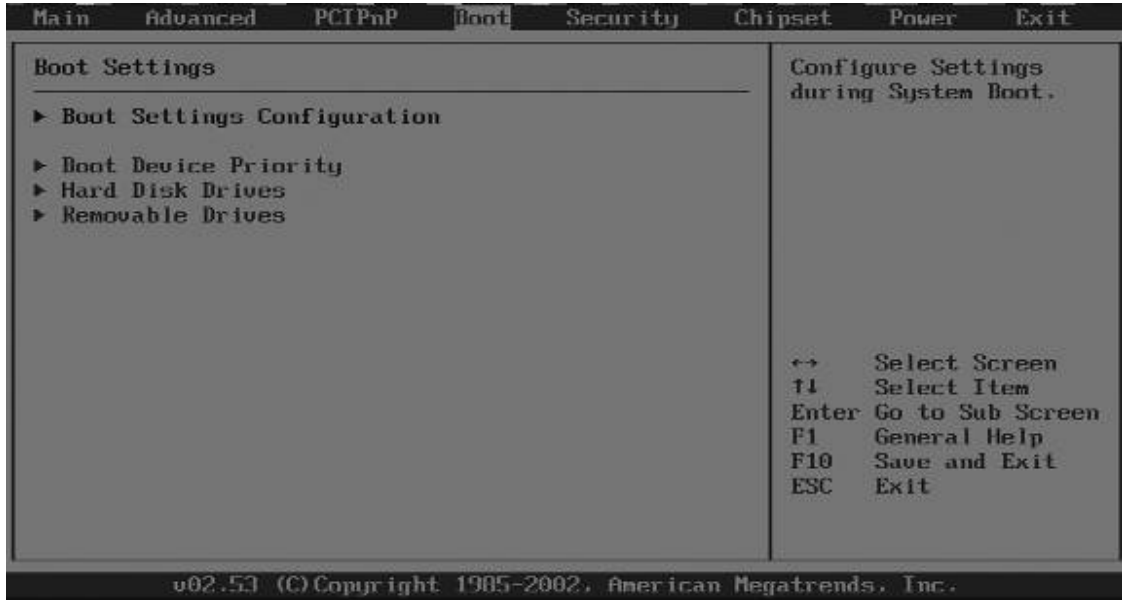 Main Advanced PCIPnP Boot Security Chipset Power Exit
Boot Settings
▶ Boot Settings Configuration
▶ Boot Device Priority
▶ Hard Disk Drives
▶ Removable Drives
Configure Settings
during System Boot.
←→ Select Screen
↑↓ Select Item
Enter Go to Sub Screen
F1 General Help
F10 Save and Exit
ESC Exit
v02.53 (C)Copyright 1985-2002, American Megatrends, Inc.